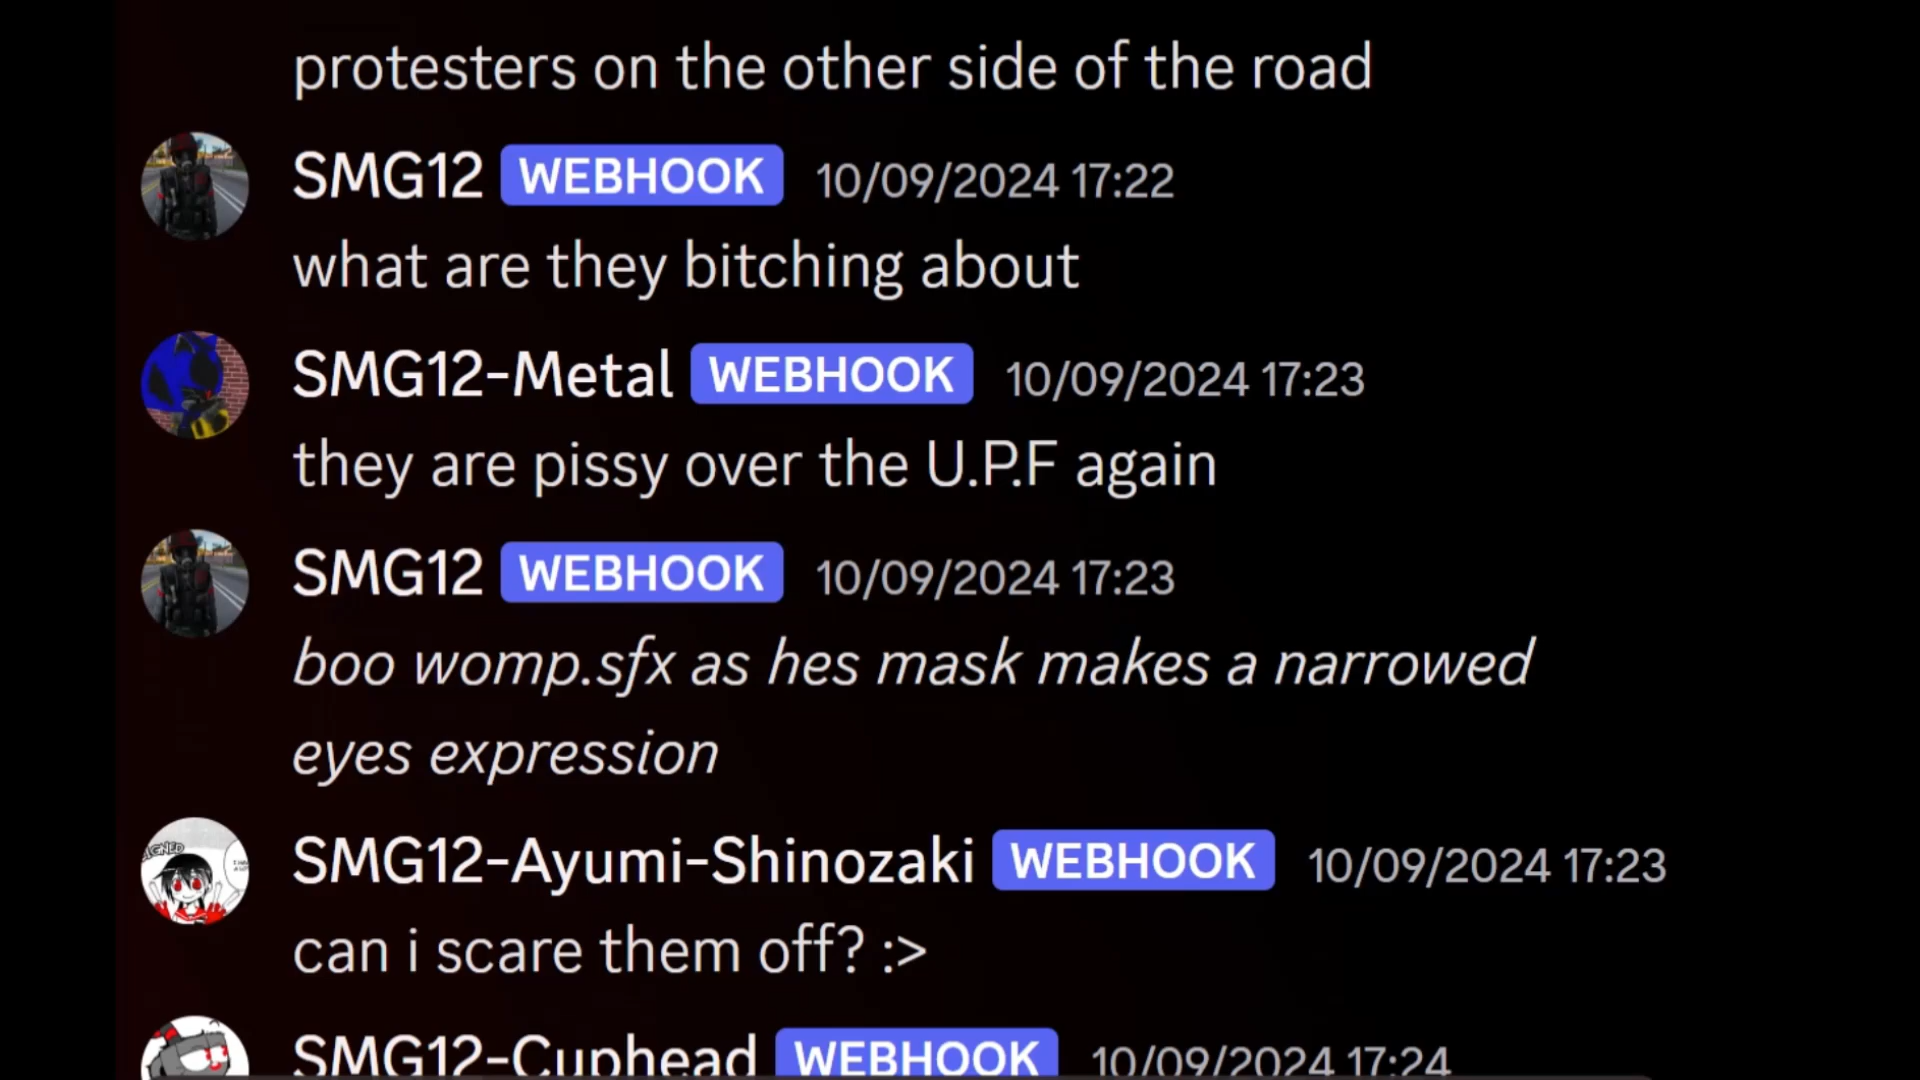 protesters on the other side of the road
SMG12 WEBHOOK 10/09/2024 17:22
what are they bitching about
SMG12-Metal WEBHOOK 10/09/2024 17:23
they are pissy over the U.P.F again
SMG12 WEBHOOK 10/09/2024 17:23
boo womp.sfx as hes mask makes a narrowed
eyes expression
SMG12-Ayumi-Shinozaki WEBHOOK 10/09/2024 17:23
can i scare them off? :>
SMG12-Cuphead WEBHOOK 10/09/2024 17:24